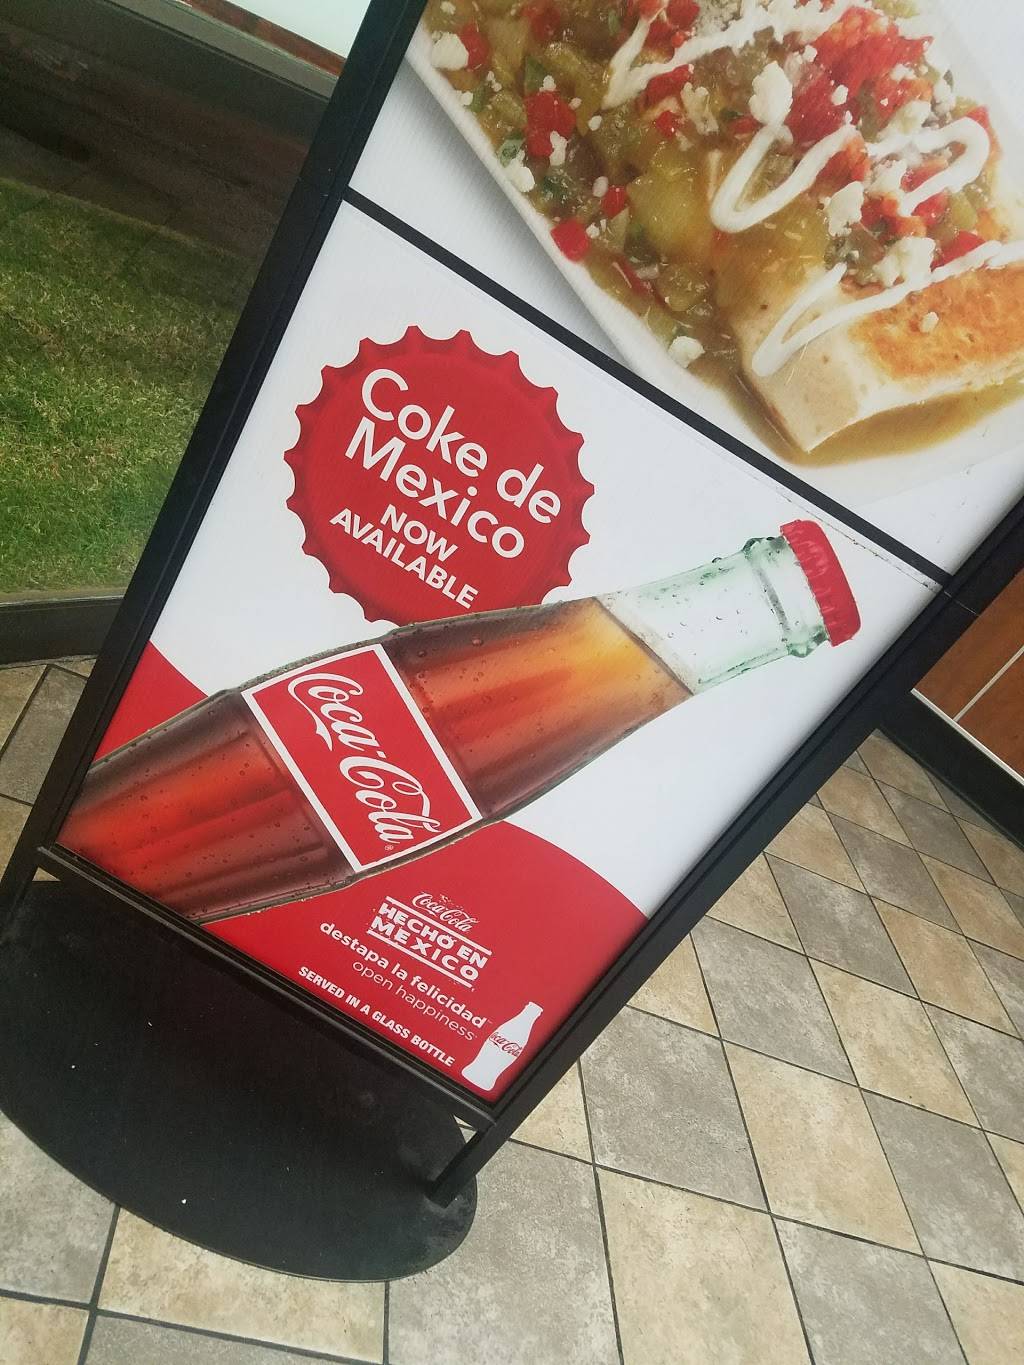 Coke de
Mexico
NOW
AVAILABLE
Coca-Cola
Coca-Cola
HECHO EN
MEXICO
destapa la felicidad
open happiness
SERVED IN A GLASS BOTTLE
Coca-Cola